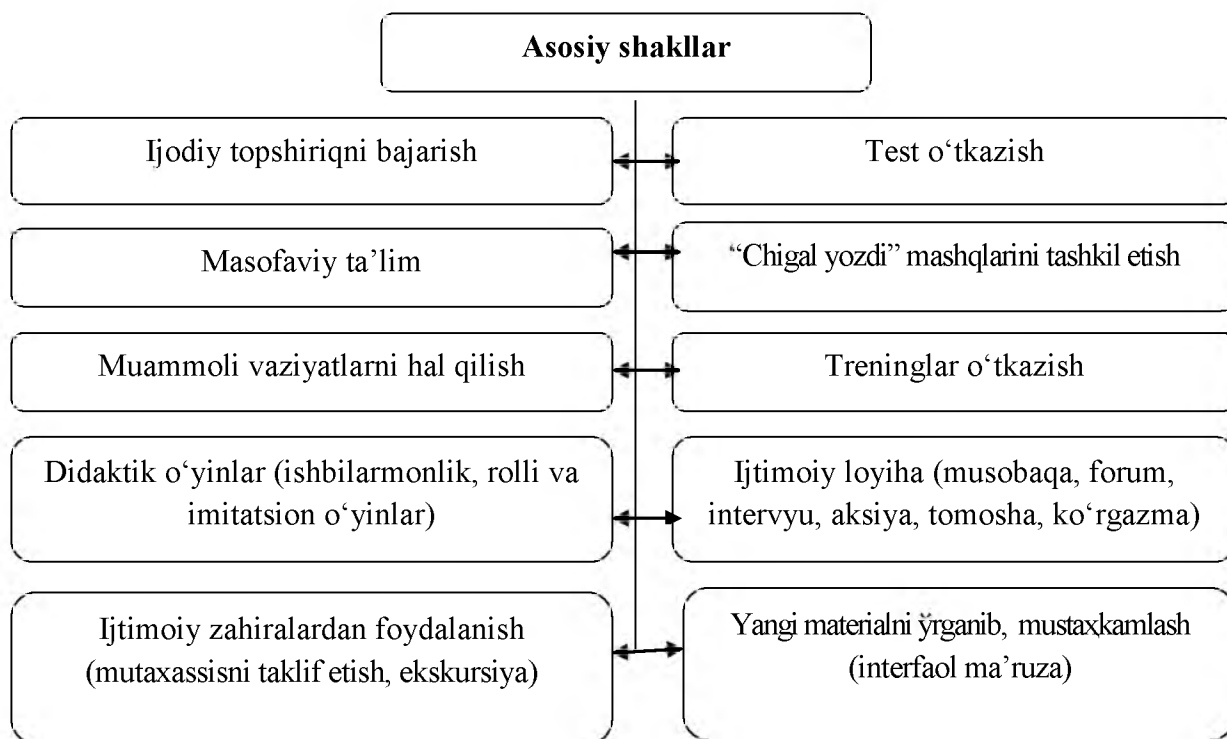 Asosiy shakllar
Ijodiy topshiriqni bajarish
Test o‘tkazish
Masofaviy ta’lim
“Chigal yozdi” mashqlarini tashkil etish
Muammoli vaziyatlarni hal qilish
Treninglar o‘tkazish
Didaktik o‘yinlar (ishbilarmonlik, rolli va
imitatsion o‘yinlar)
Ijtimoiy loyiha (musobaqa, forum,
intervyu, aksiya, tomosha, ko‘rgazma)
Ijtimoiy zahiralardan foydalanish
(mutaxassisni taklif etish, ekskursiya)
Yangi materialni ўrganib, mustaxkamlash
(interfaol ma’ruza)